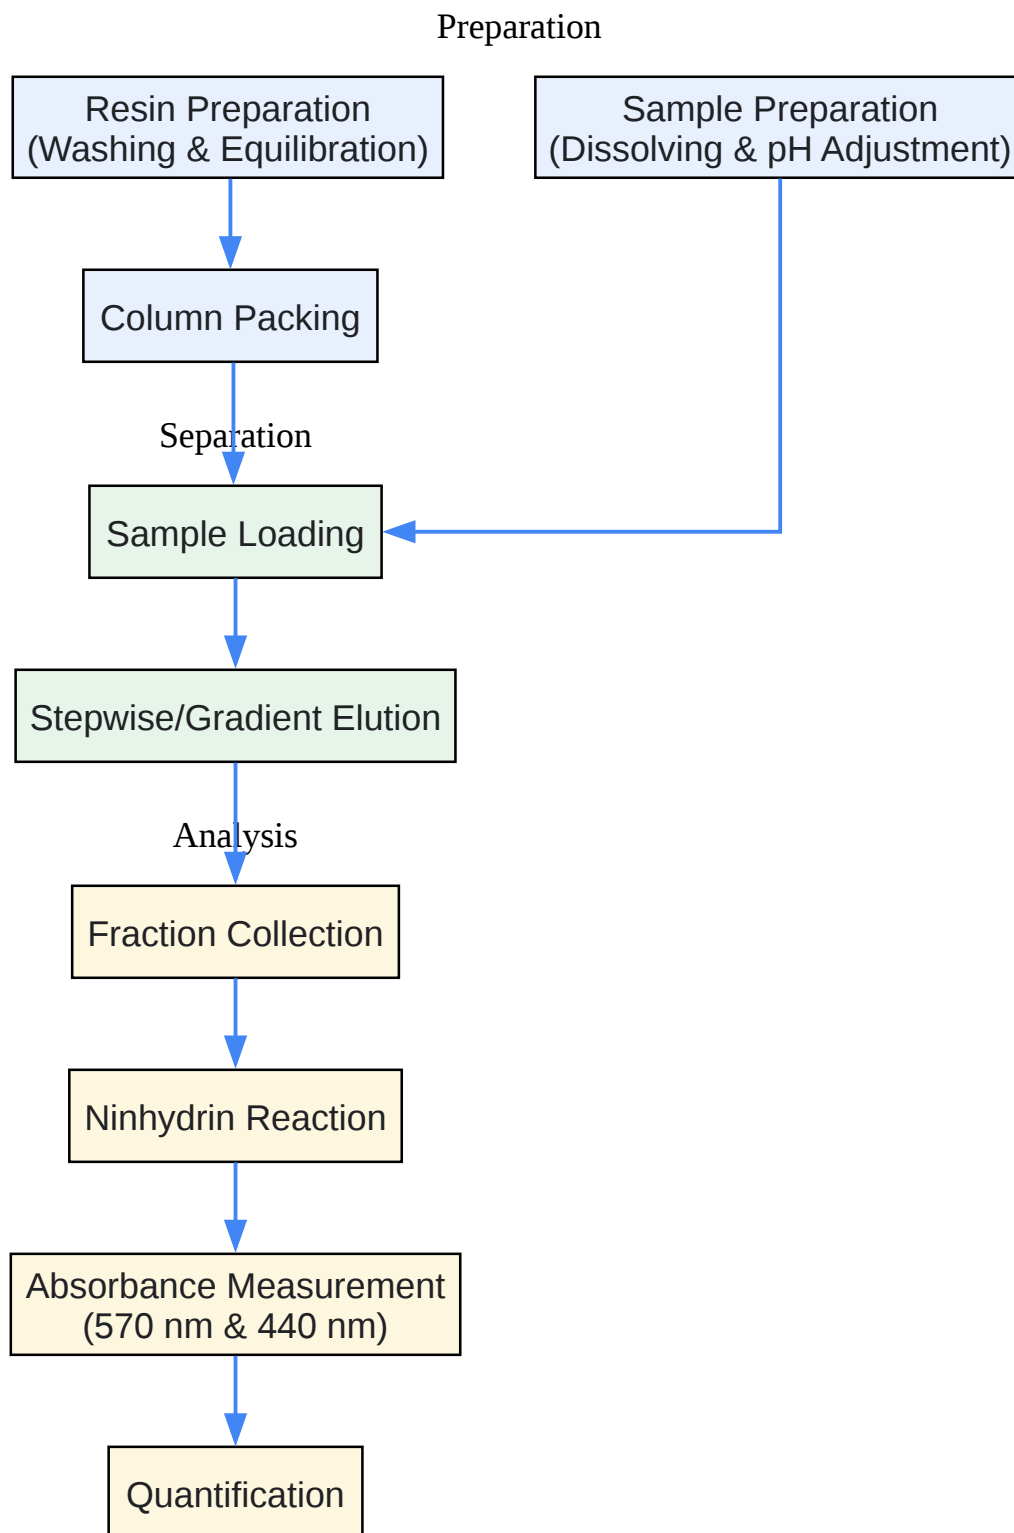 Preparation
Resin Preparation
(Washing & Equilibration)
Sample Preparation
(Dissolving & pH Adjustment)
Column Packing
Separation
Sample Loading
Stepwise/Gradient Elution
Analysis
Fraction Collection
Ninhydrin Reaction
Absorbance Measurement
(570 nm & 440 nm)
Quantification